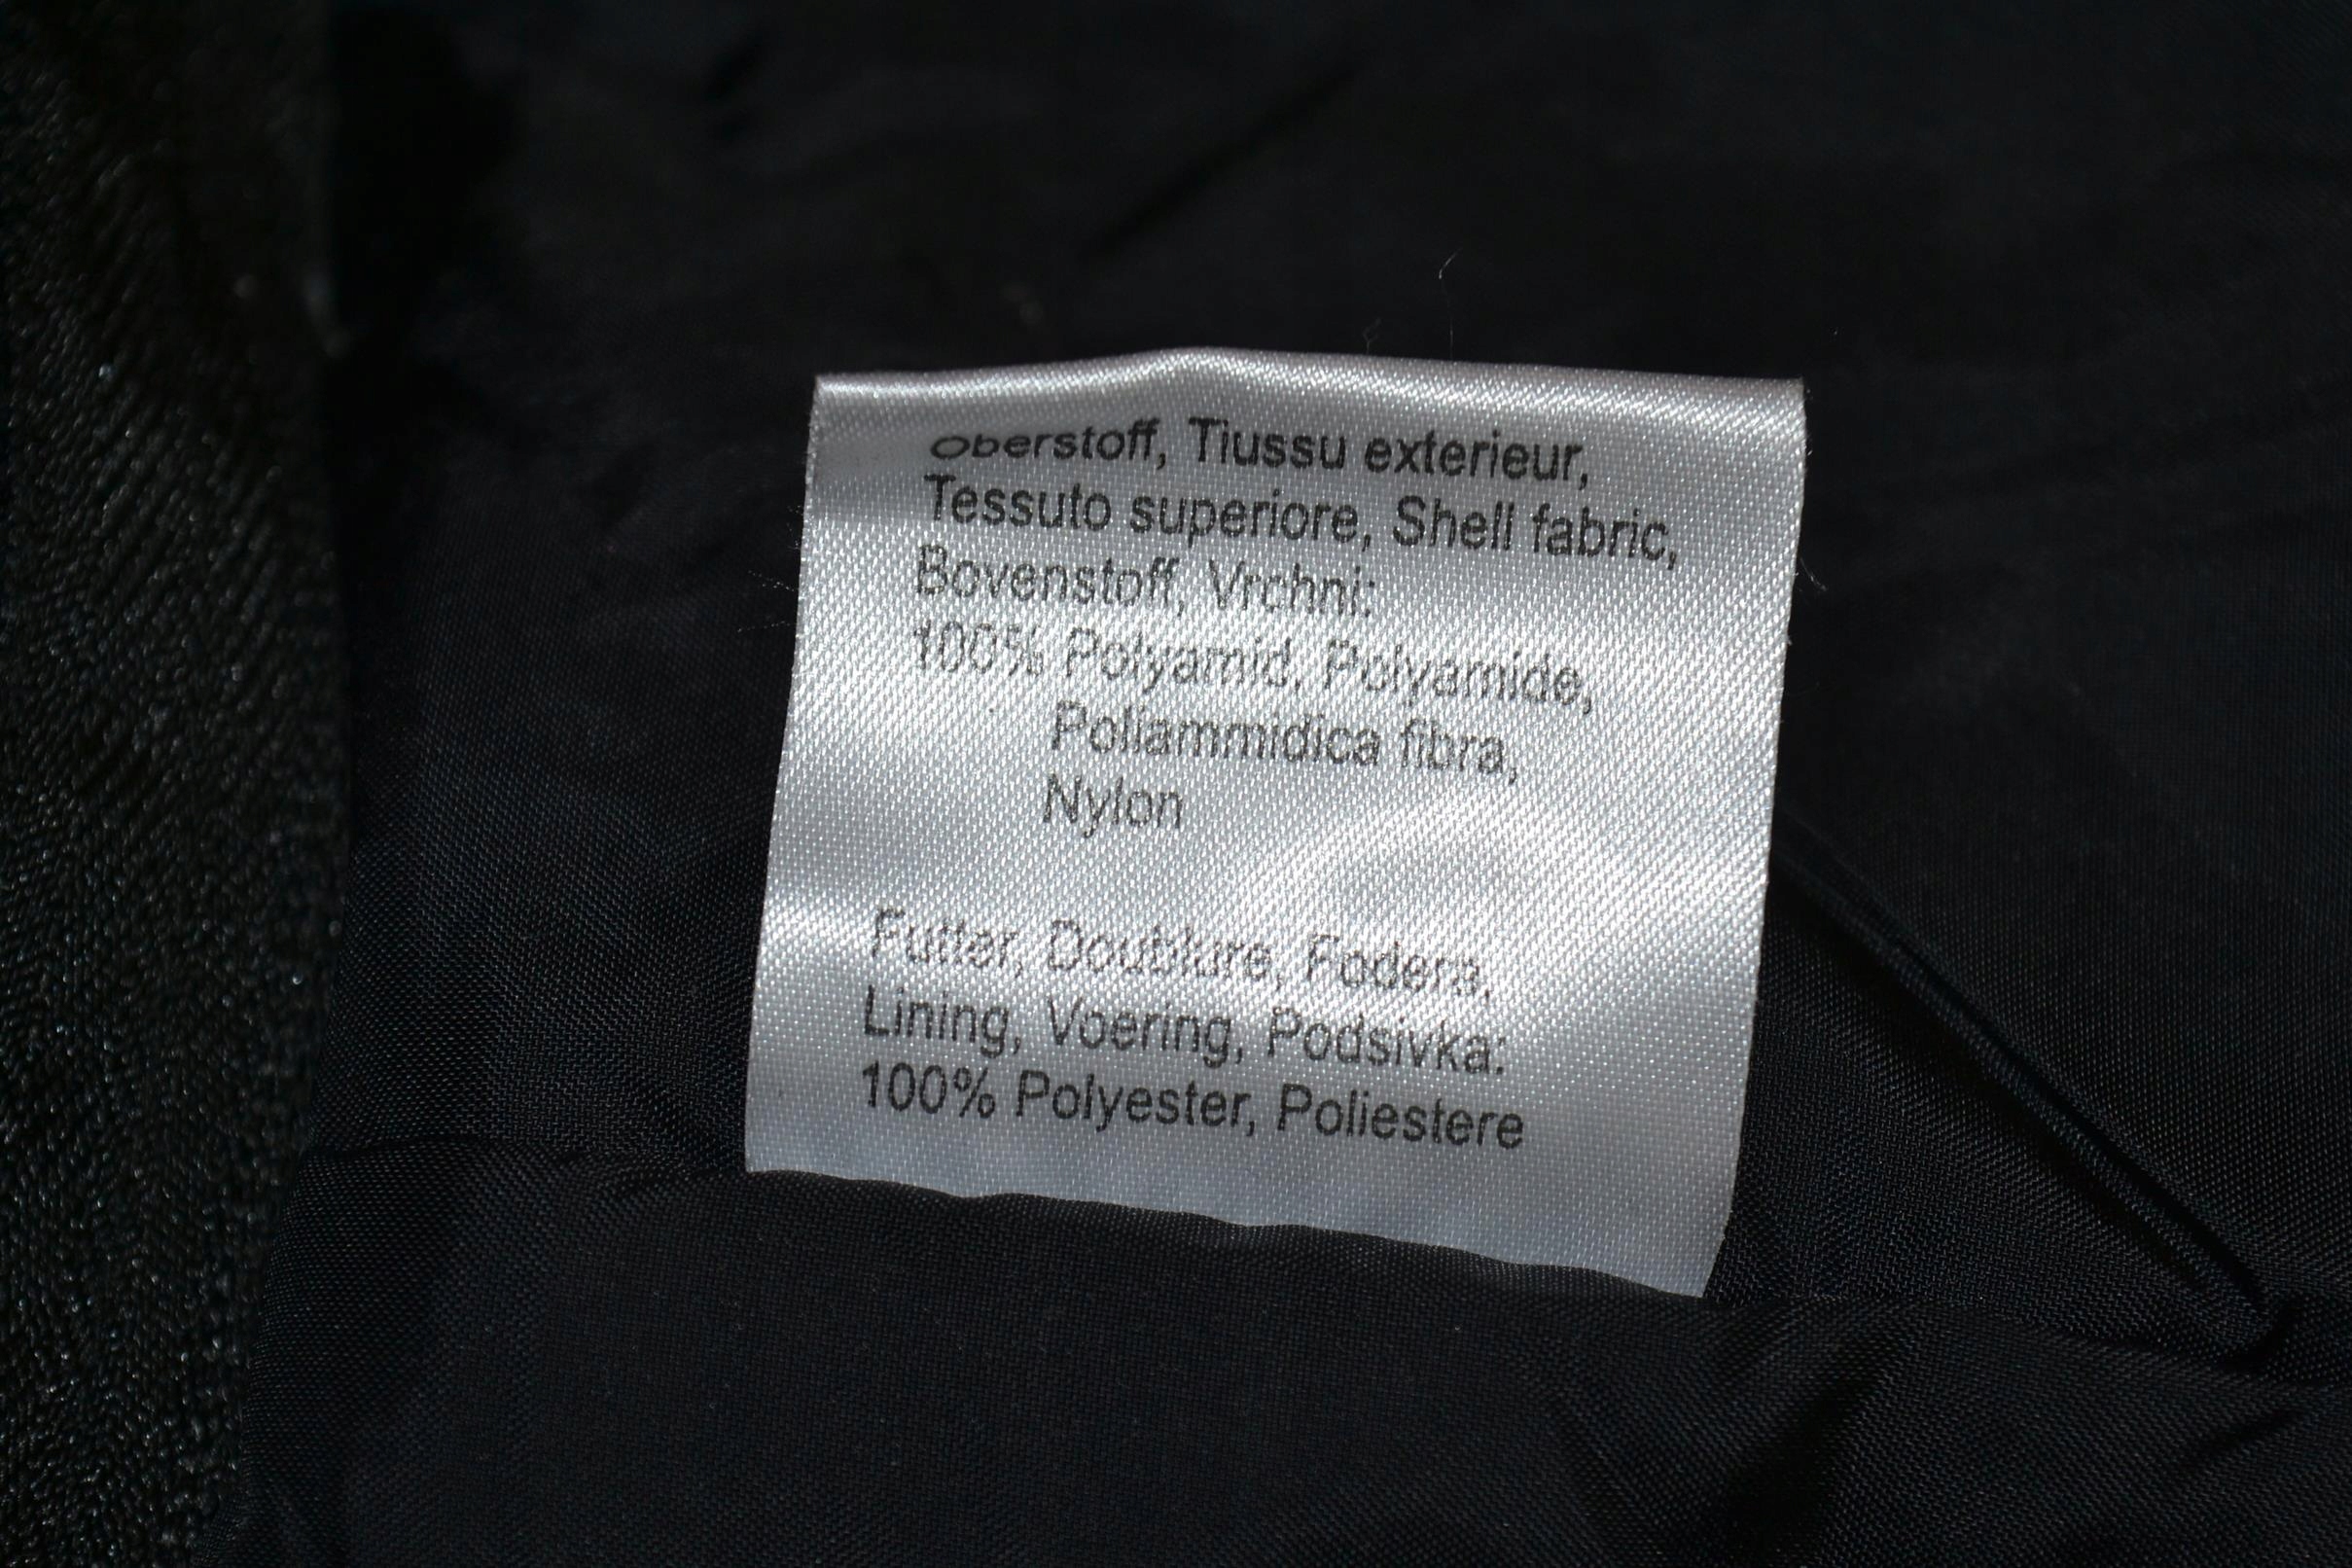 Oberstoff, Tiussu exterieur,
Tessuto superiore, Shell fabric,
Bovenstoff, Vrchni:
100% Polyamid, Polyamide,
Poliammidica fibra,
Nylon
Futter, Doublure, Fodera,
Lining, Voering, Podsivka:
100% Polyester, Poliestere